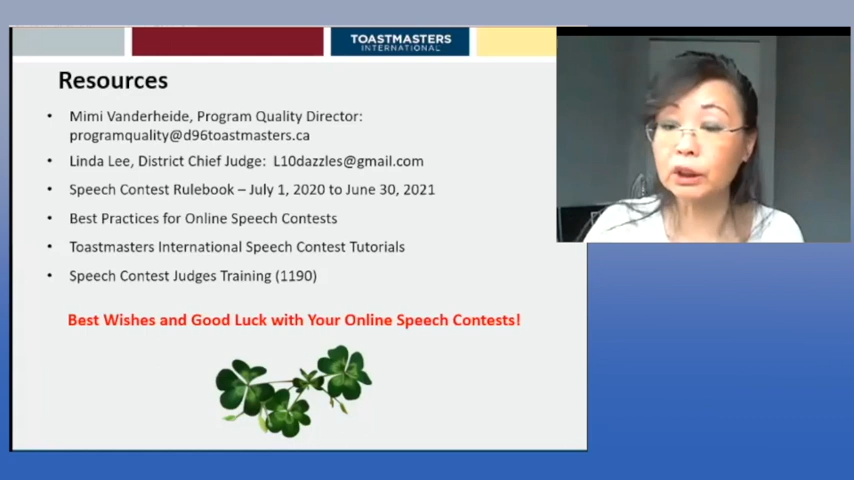 TOASTMASTERS
INTERNATIONAL
Resources
• Mimi Vanderheide, Program Quality Director:
programquality@d96toastmasters.ca
• Linda Lee, District Chief Judge: L10dazzles@gmail.com
• Speech Contest Rulebook – July 1, 2020 to June 30, 2021
• Best Practices for Online Speech Contests
• Toastmasters International Speech Contest Tutorials
• Speech Contest Judges Training (1190)
Best Wishes and Good Luck with Your Online Speech Contests!